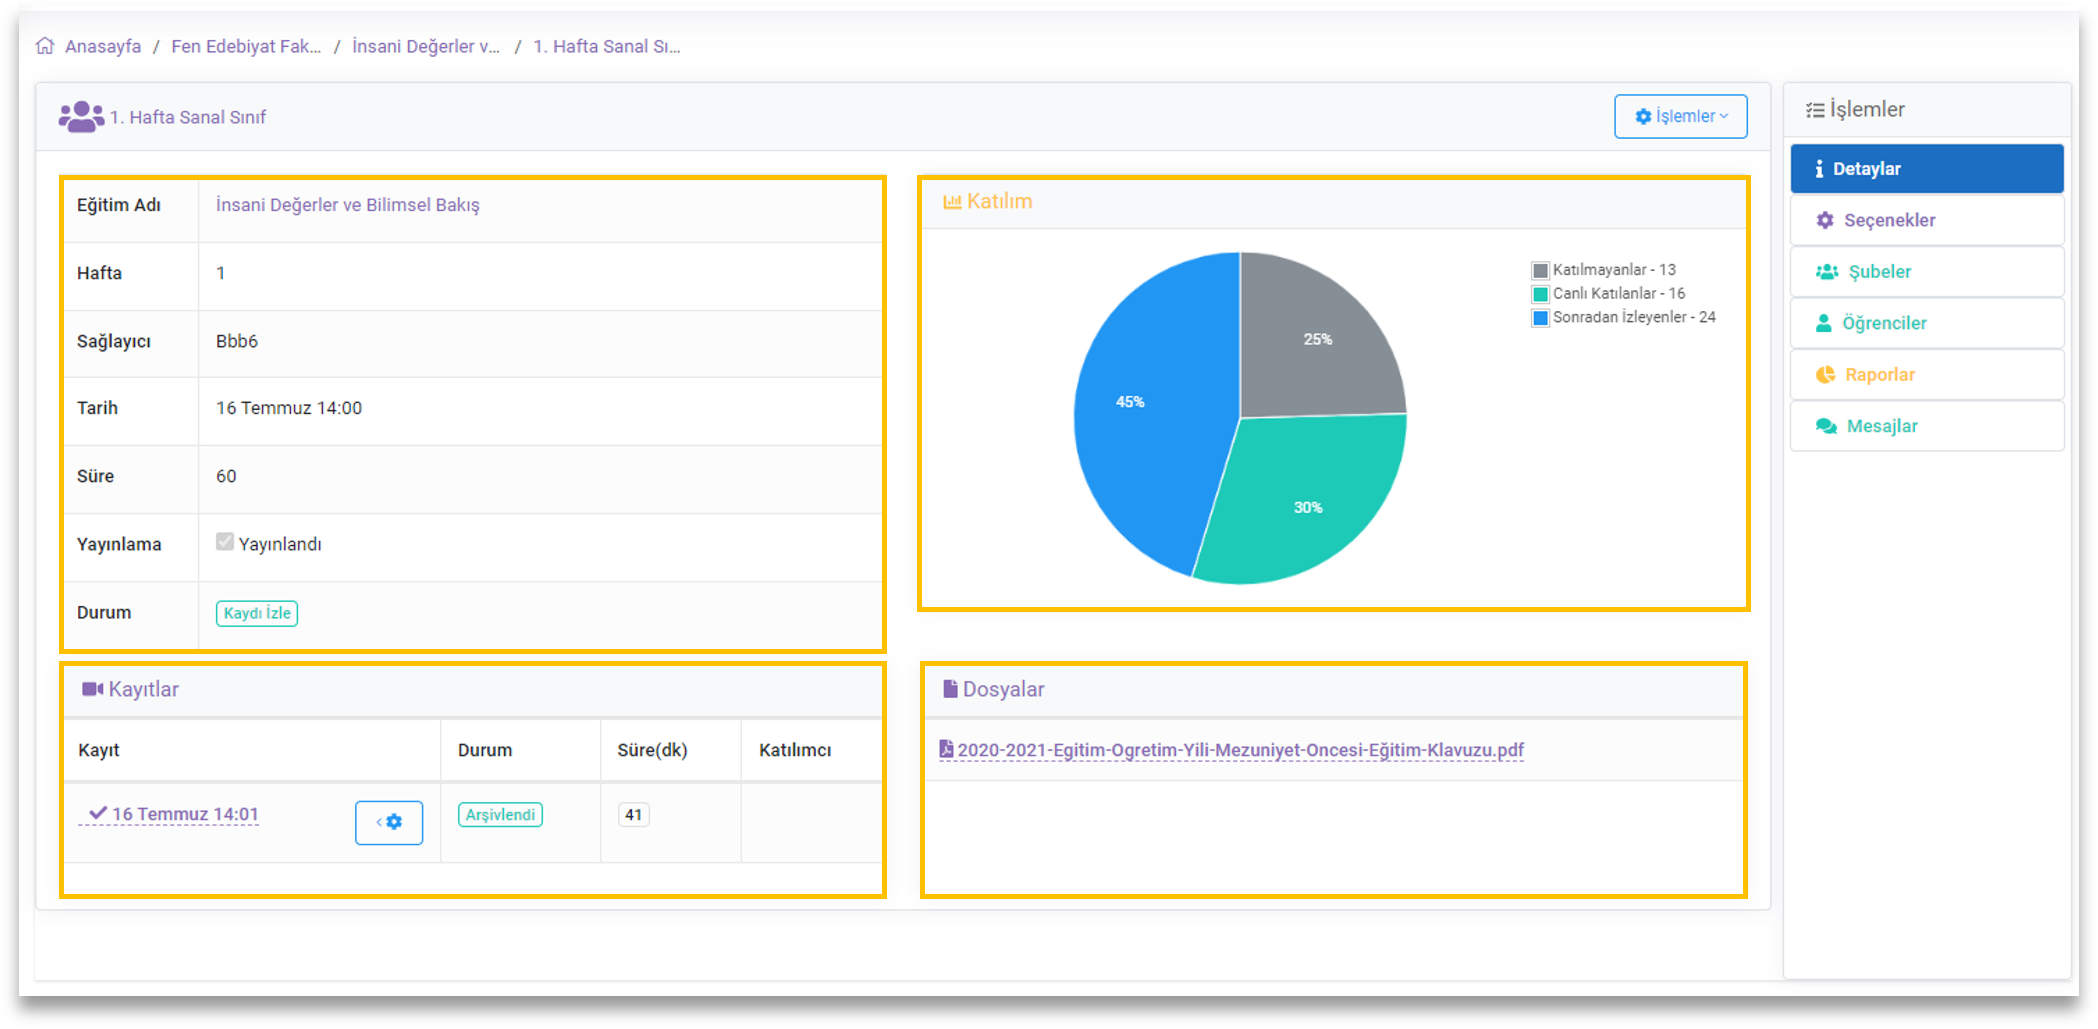 Anasayfa / Fen Edebiyat Fak... / İnsani Değerler v... / 1. Hafta Sanal Sı...
1. Hafta Sanal Sınıf
İşlemler
Eğitim Adı İnsani Değerler ve Bilimsel Bakış
Hafta 1
Sağlayıcı Bbb6
Tarih 16 Temmuz 14:00
Süre 60
Yayınlama Yayınlandı
Durum Kaydı İzle
Katılım
25%
45%
30%
Katılmayanlar - 13
Canlı Katılanlar - 16
Sonradan İzleyenler - 24
Kayıtlar
Kayıt Durum Süre(dk) Katılımcı
16 Temmuz 14:01 Arşivlendi 41
Dosyalar
2020-2021-Egitim-Ogretim-Yili-Mezuniyet-Oncesi-Eğitim-Klavuzu.pdf
İşlemler
Detaylar
Seçenekler
Şubeler
Öğrenciler
Raporlar
Mesajlar